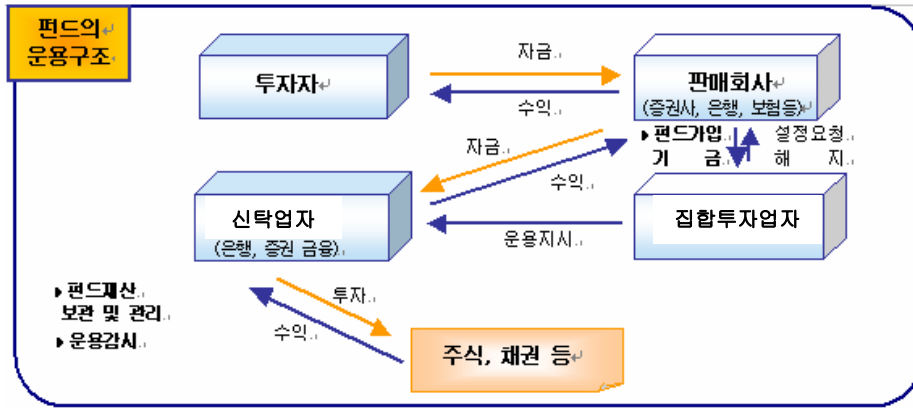 펀드의
운용구조
투자자
자금
수익
판매회사
(증권사, 은행, 보험등)
▶펀드가입
기 금
설정요청
해 지
자금
수익
신탁업자
(은행, 증권 금융)
운용지시
집합투자업자
▶펀드재산
보관 및 관리
▶운용감시
투자
수익
주식, 채권 등